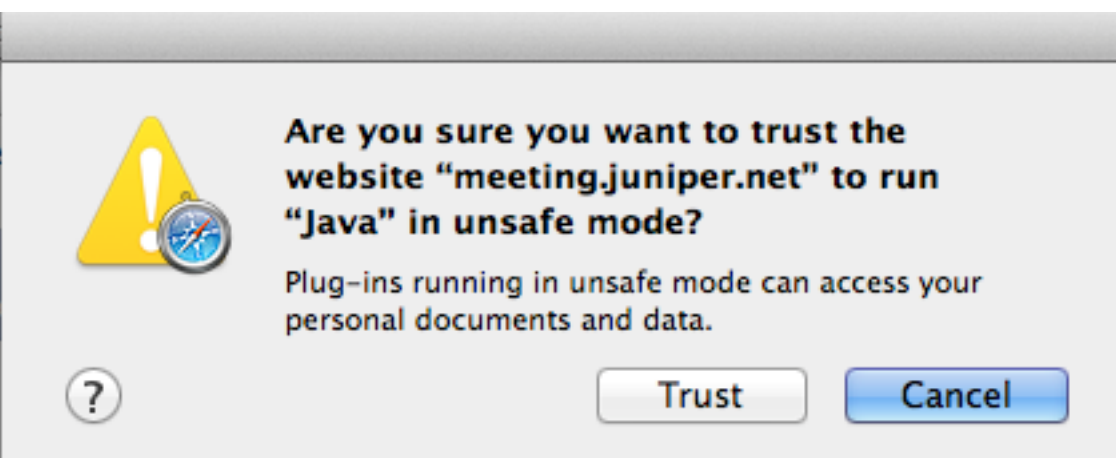 Are you sure you want to trust the
website “meeting.juniper.net” to run
“Java” in unsafe mode?
Plug-ins running in unsafe mode can access your
personal documents and data.
?
Trust
Cancel